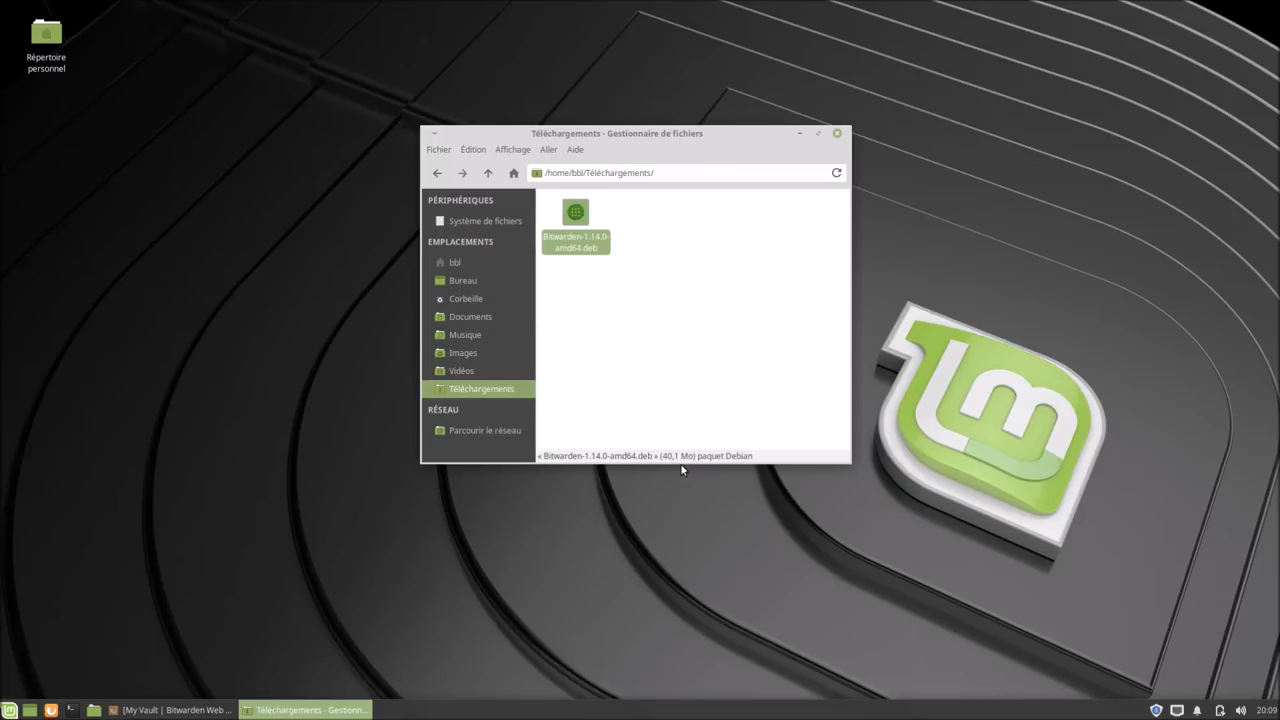 Répertoire
personnel
Téléchargements - Gestionnaire de fichiers
Fichier Édition Affichage Aller Aide
/home/bbl/Téléchargements/
PÉRIPHÉRIQUES
Système de fichiers
EMPLACEMENTS
bbl
Bureau
Corbeille
Documents
Musique
Images
Vidéos
Téléchargements
RÉSEAU
Parcourir le réseau
Bitwarden-1.14.0-
amd64.deb
« Bitwarden-1.14.0-amd64.deb » (40,1 Mo) paquet Debian
lm
[My Vault | Bitwarden Web ...
Téléchargements - Gestionn...
20:09